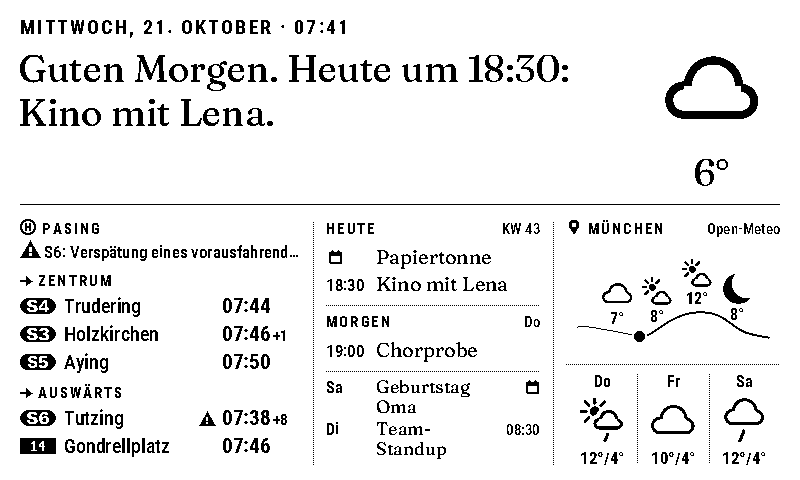 MITTWOCH, 21. OKTOBER · 07:41
Guten Morgen. Heute um 18:30:
Kino mit Lena.
6°
H PASING
S6: Verspätung eines vorausfahrend…
ZENTRUM
S4 Trudering 07:44
S3 Holzkirchen 07:46 +1
S5 Aying 07:50
AUSWÄRTS
S6 Tutzing 07:38 +8
14 Gondrellplatz 07:46
HEUTE KW 43
Papiertonne
18:30 Kino mit Lena
MORGEN Do
19:00 Chorprobe
Sa Geburtstag
Oma
Di Team- 08:30
Standup
MÜNCHEN Open-Meteo
7° 8° 12° 8°
Do Fr Sa
12°/4° 10°/4° 12°/4°